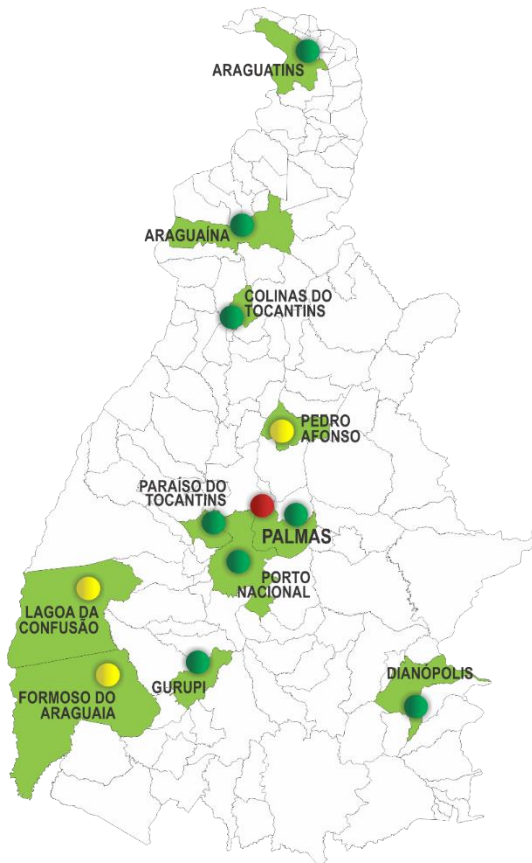 ARAGUATINS
ARAGUAÍNA
COLINAS DO
TOCANTINS
PEDRO
AFONSO
PARAÍSO DO
TOCANTINS
PALMAS
PORTO
NACIONAL
LAGOA DA
CONFUSÃO
FORMOSO DO
ARAGUAIA
GURUPI
DIANÓPOLIS